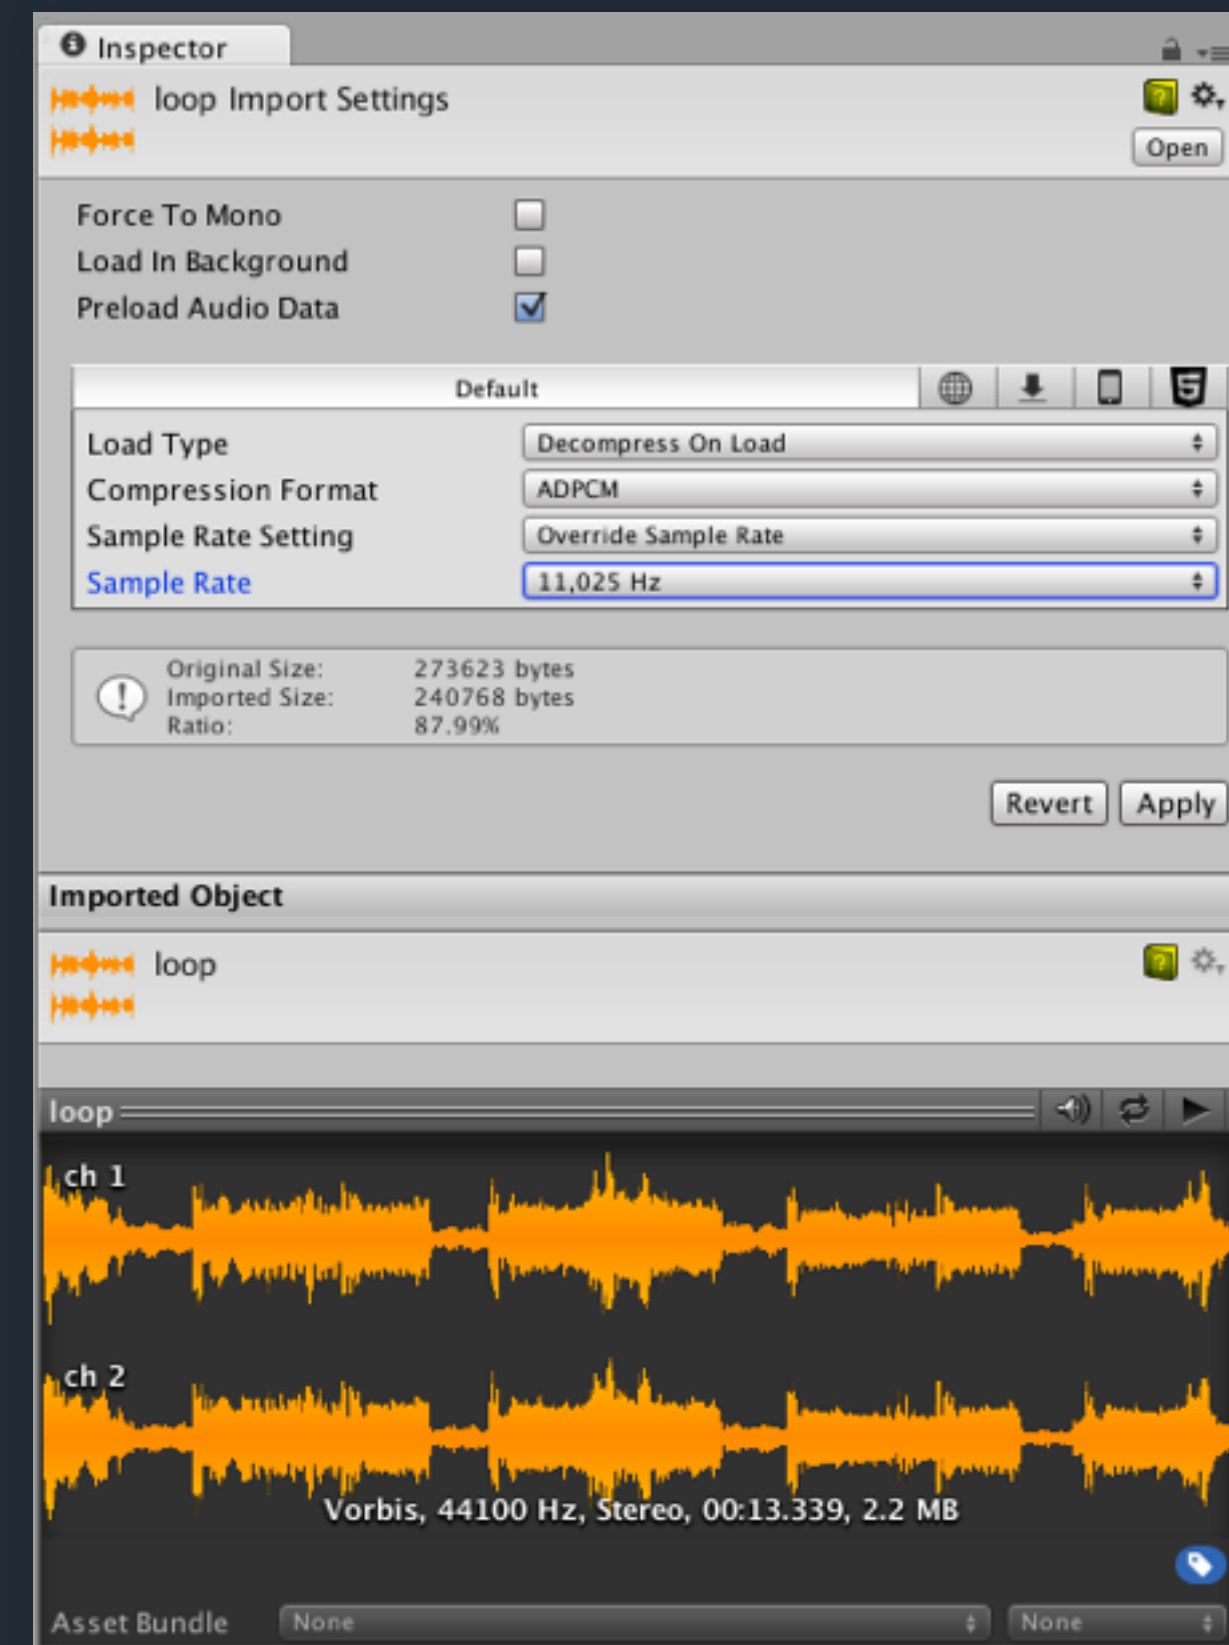 Inspector
loop Import Settings
Open
Force To Mono
Load In Background
Preload Audio Data
Default
Load Type Decompress On Load
Compression Format ADPCM
Sample Rate Setting Override Sample Rate
Sample Rate 11,025 Hz
Original Size: 273623 bytes
Imported Size: 240768 bytes
Ratio: 87.99%
Revert Apply
Imported Object
loop
loop
ch 1
ch 2
Vorbis, 44100 Hz, Stereo, 00:13.339, 2.2 MB
Asset Bundle None None